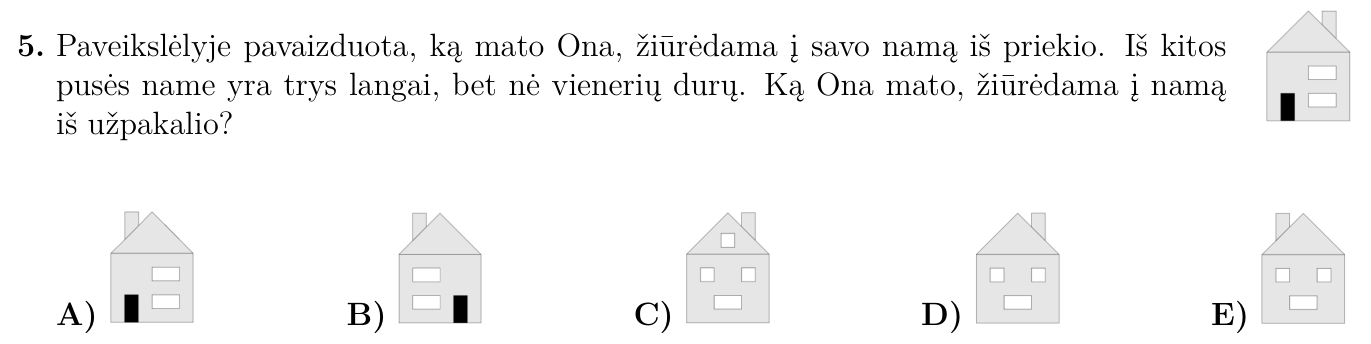 5. Paveikslėlyje pavaizduota, ką mato Ona, žiūrėdama į savo namą iš priekio. Iš kitos
pusės name yra trys langai, bet nė vienerių durų. Ką Ona mato, žiūrėdama į namą
iš užpakalio?
A) B) C) D) E)